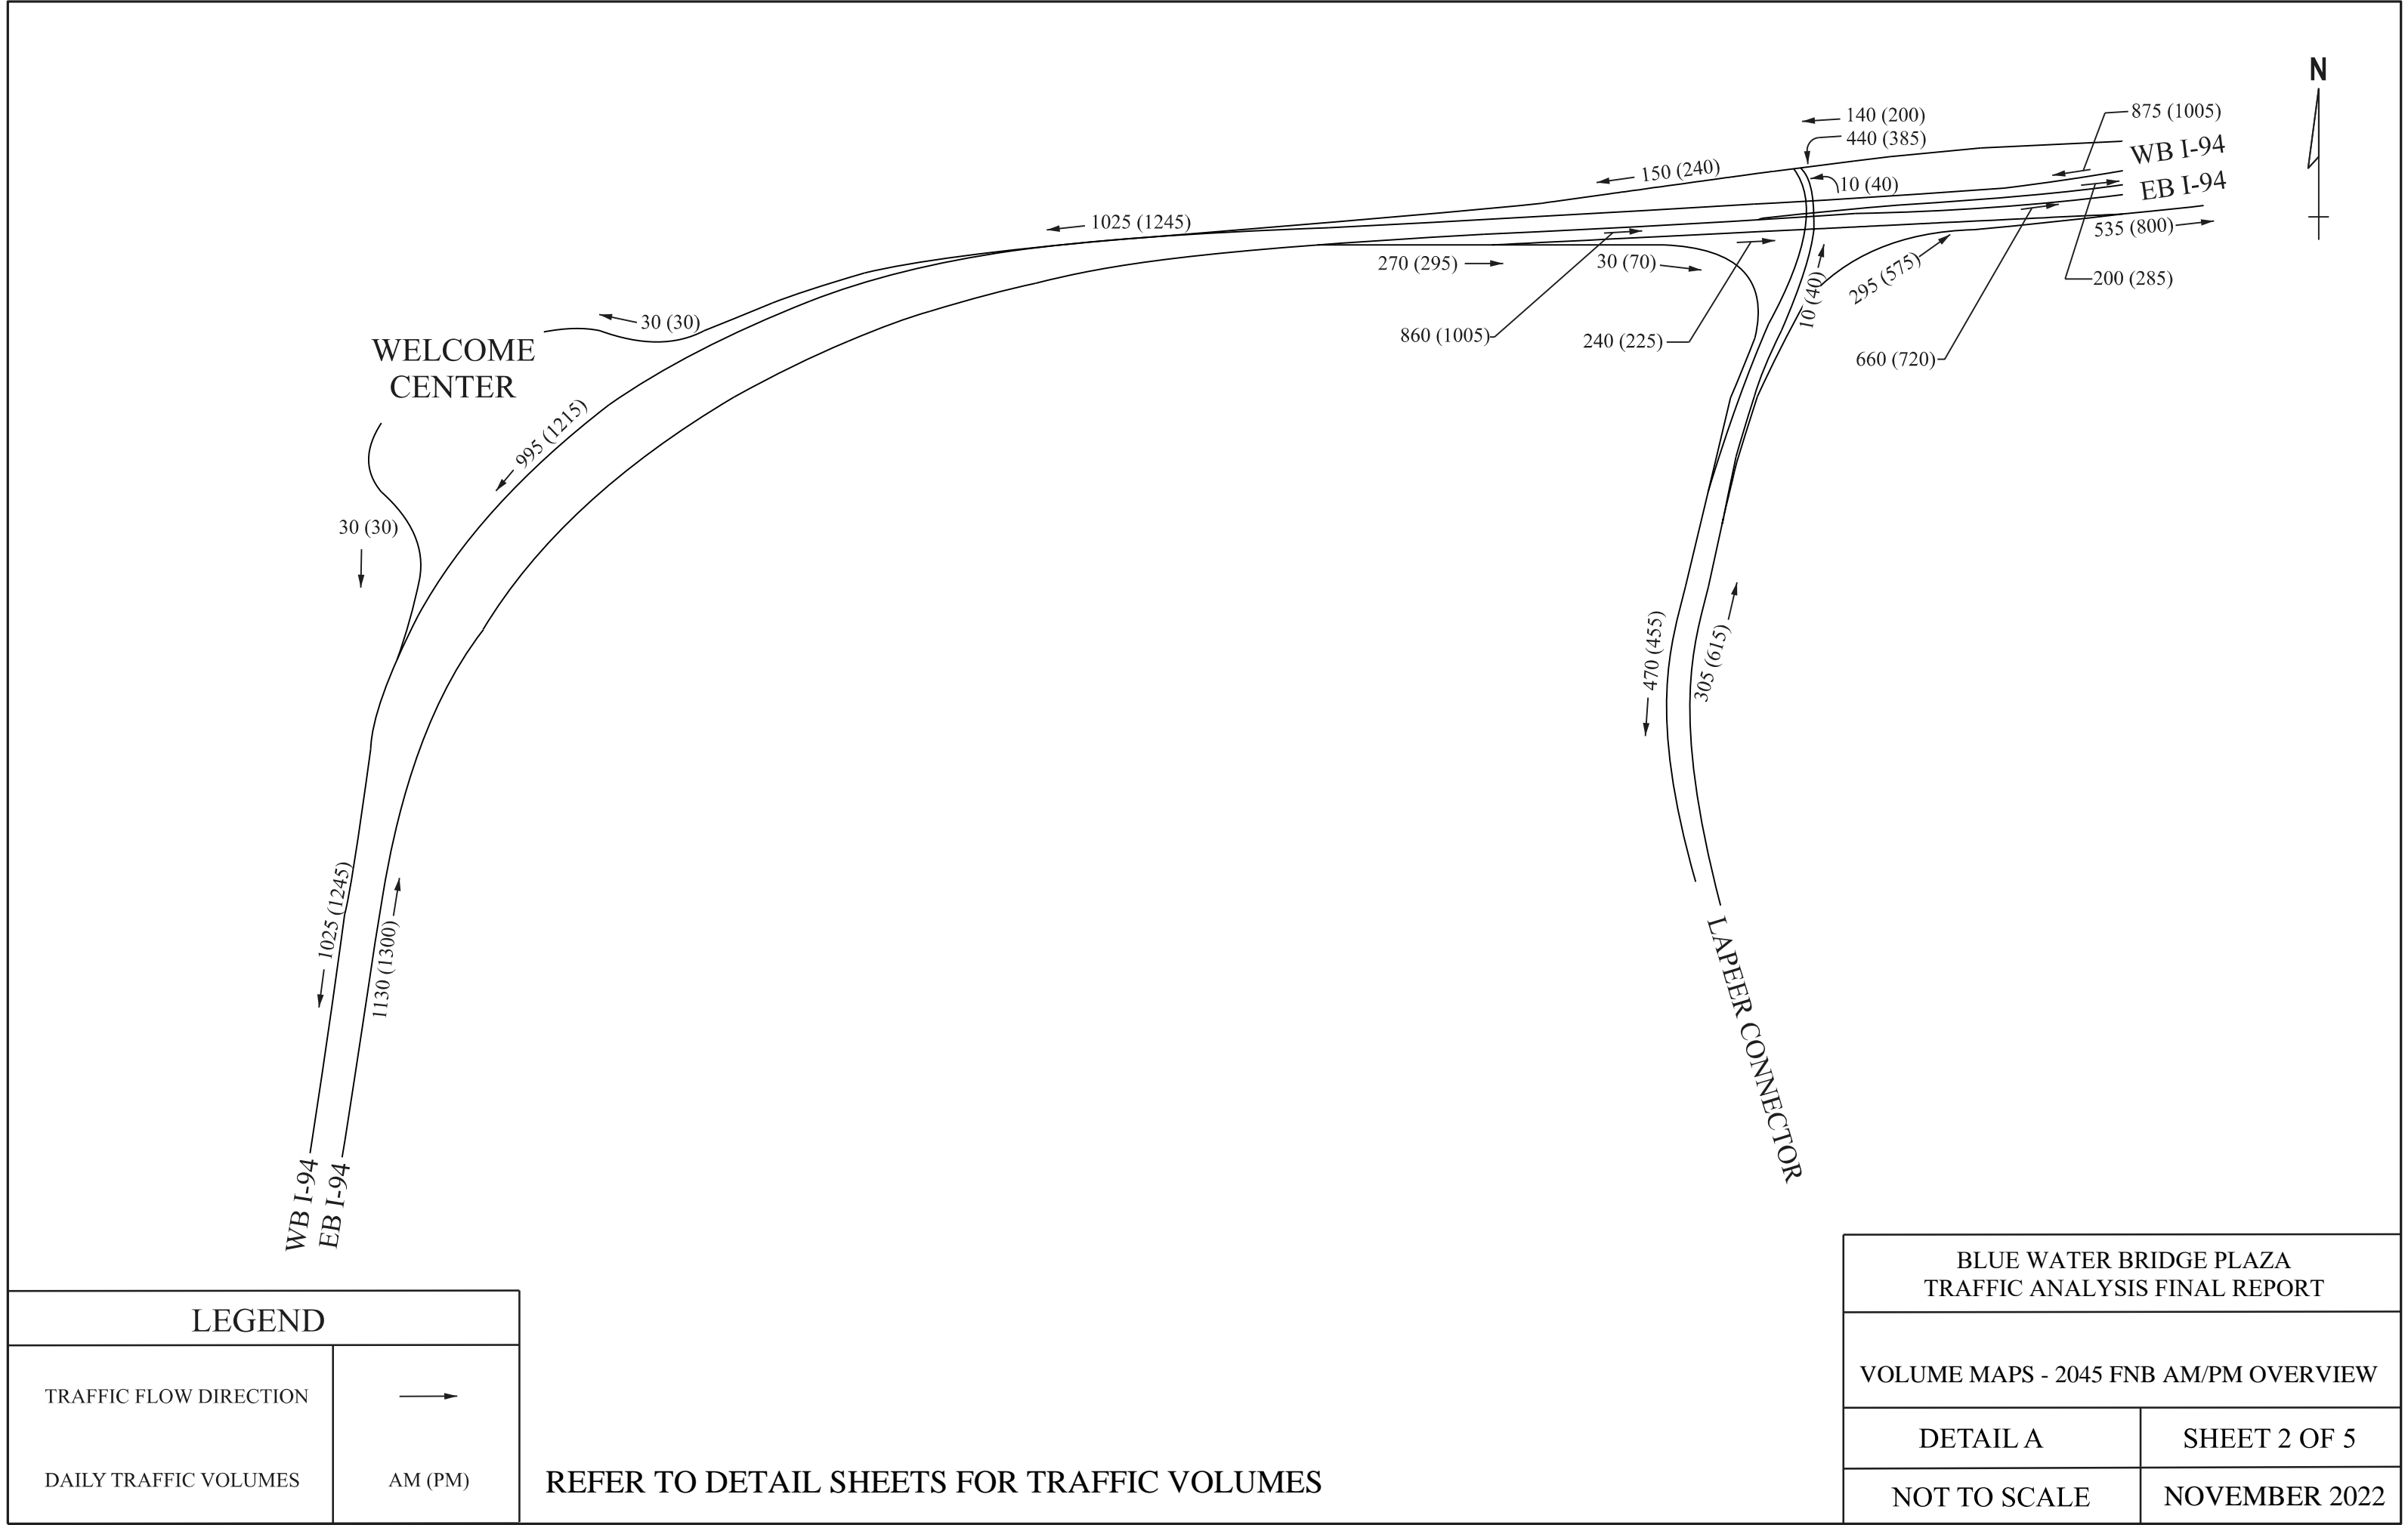 N
140 (200)
440 (385)
875 (1005)
WB I-94
EB I-94
150 (240)
10 (40)
535 (800)
1025 (1245)
270 (295)
30 (70)
10 (40)
295 (575)
200 (285)
30 (30)
860 (1005)
240 (225)
660 (720)
WELCOME
CENTER
995 (1215)
30 (30)
470 (455)
305 (615)
1025 (1245)
1130 (1300)
LAPEER CONNECTOR
WB I-94
EB I-94
LEGEND
TRAFFIC FLOW DIRECTION
DAILY TRAFFIC VOLUMES
AM (PM)
REFER TO DETAIL SHEETS FOR TRAFFIC VOLUMES
BLUE WATER BRIDGE PLAZA
TRAFFIC ANALYSIS FINAL REPORT
VOLUME MAPS - 2045 FNB AM/PM OVERVIEW
DETAIL A
SHEET 2 OF 5
NOT TO SCALE
NOVEMBER 2022